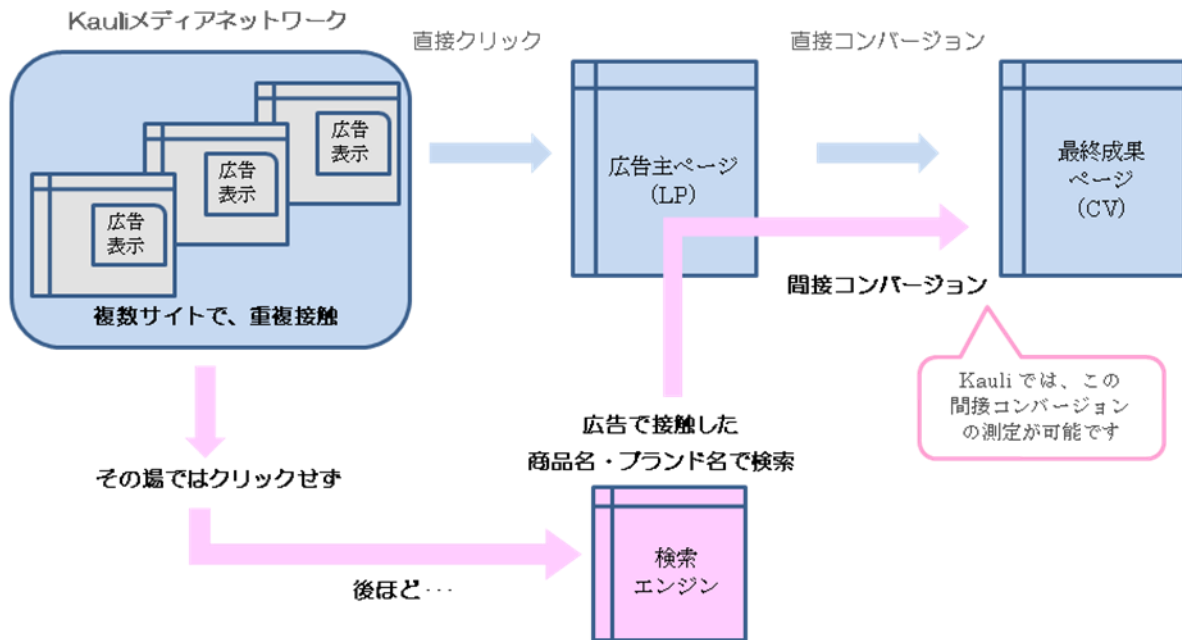 Kauliメディアネットワーク
直接クリック
直接コンバージョン
広告
表示
広告
表示
広告
表示
複数サイトで、重複接触
広告主ページ
(LP)
最終成果
ページ
(CV)
間接コンバージョン
Kauli では、この
間接コンバージョン
の測定が可能です
その場ではクリックせず
後ほど…
広告で接触した
商品名・ブランド名で検索
検索
エンジン